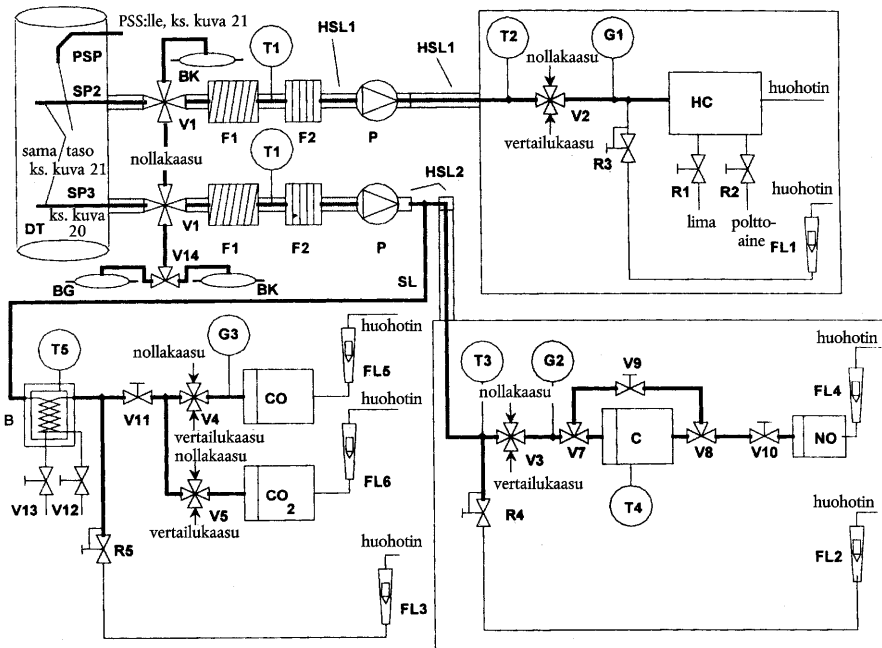 PSS:lle, ks. kuva 21
PSP
SP2
BK
V1
F1
T1
F2
HSL1
P
HSL1
sama taso
ks. kuva 21
nollakaasu
SP3
ks. kuva
20
DT
V1
F1
T1
F2
P
HSL2
V14
BG
BK
SL
T2
nollakaasu
vertailukaasu
V2
G1
HC
huohotin
R3
R1
R2
lima
poltto-
aine
huohotin
FL1
B
T5
V13
V12
V11
nollakaasu
V4
vertailukaasu
G3
CO
huohotin
FL5
nollakaasu
V5
vertailukaasu
CO
2
huohotin
FL6
R5
huohotin
FL3
T3
nollakaasu
V3
vertailukaasu
G2
V7
V9
C
T4
V8
V10
NO
huohotin
FL4
R4
huohotin
FL2